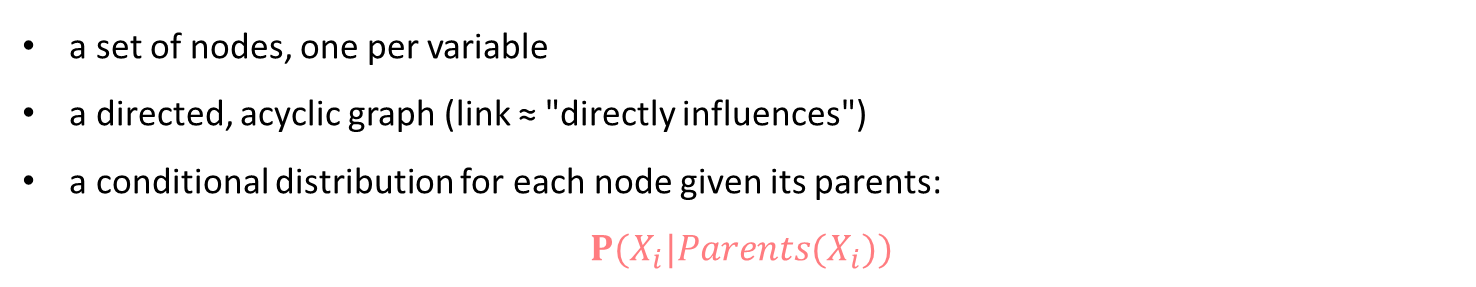 • a set of nodes, one per variable
• a directed, acyclic graph (link ≈ "directly influences")
• a conditional distribution for each node given its parents:
𝐏(𝑋ᵢ|𝑃𝑎𝑟𝑒𝑛𝑡𝑠(𝑋ᵢ))